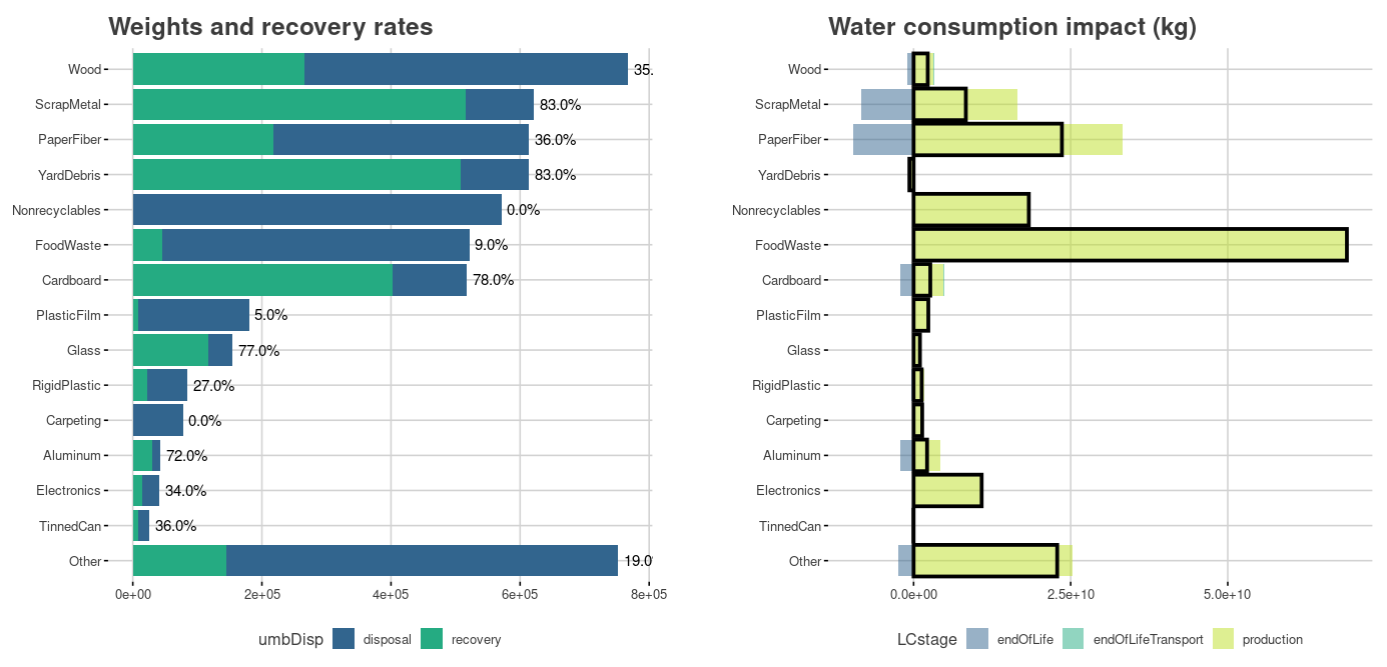 Weights and recovery rates
Wood
35.
ScrapMetal
83.0%
PaperFiber
36.0%
YardDebris
83.0%
Nonrecyclables
0.0%
FoodWaste
9.0%
Cardboard
78.0%
PlasticFilm
5.0%
Glass
77.0%
RigidPlastic
27.0%
Carpeting
0.0%
Aluminum
72.0%
Electronics
34.0%
TinnedCan
36.0%
Other
19.0
0e+00 2e+05 4e+05 6e+05 8e+05
umbDisp disposal recovery
Water consumption impact (kg)
Wood
ScrapMetal
PaperFiber
YardDebris
Nonrecyclables
FoodWaste
Cardboard
PlasticFilm
Glass
RigidPlastic
Carpeting
Aluminum
Electronics
TinnedCan
Other
0.0e+00 2.5e+10 5.0e+10
LCstage endOfLife endOfLifeTransport production